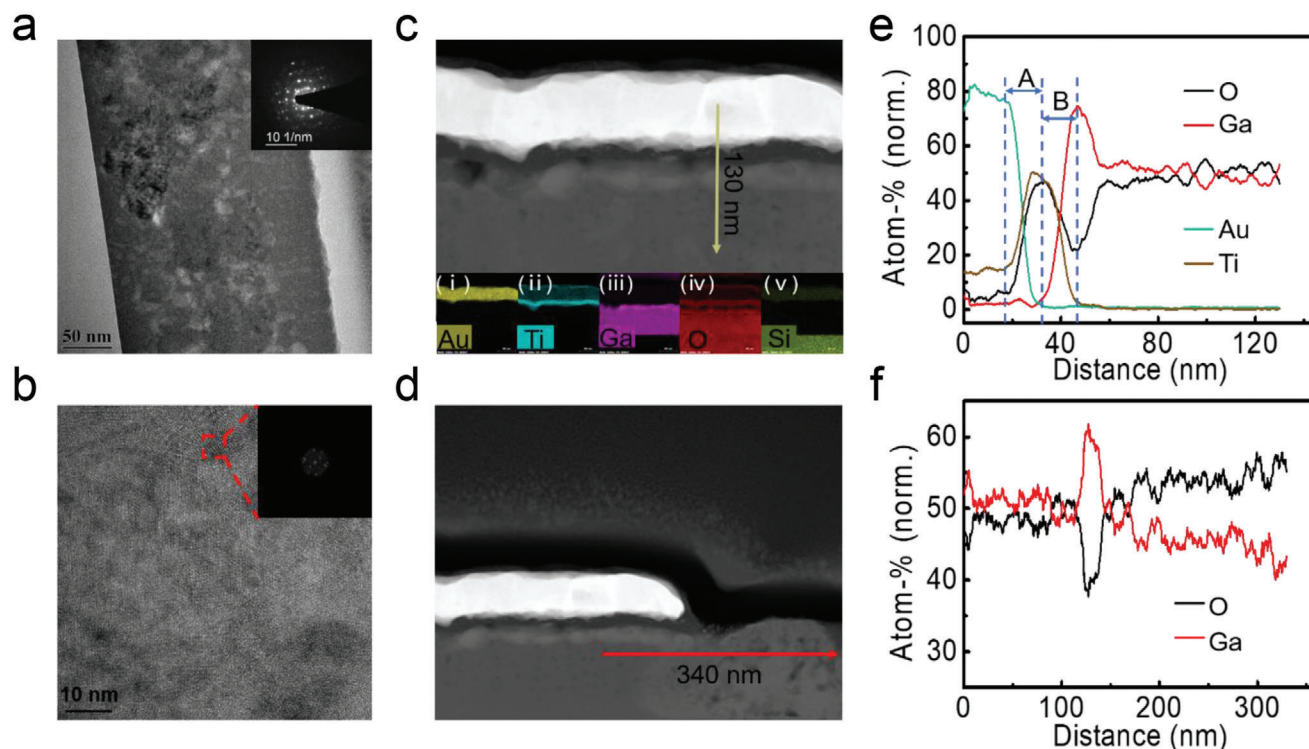 a
10 1/nm
50 nm
b
10 nm
c
130 nm
(i)
(ii)
(iii)
(iv)
(v)
Au
Ti
Ga
O
Si
d
340 nm
e
Atom-% (norm.)
100
80
60
40
20
0
A
B
O
Ga
Au
Ti
0
40
80
120
Distance (nm)
f
Atom-% (norm.)
60
50
40
30
O
Ga
0
100
200
300
Distance (nm)